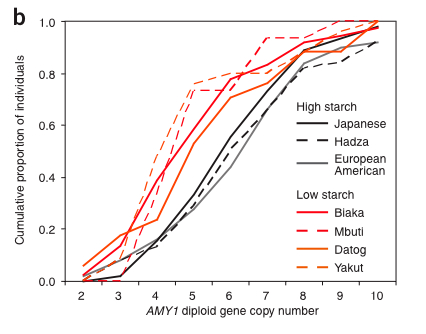 b
Cumulative proportion of individuals
1.0
0.8
0.6
0.4
0.2
0.0
2 3 4 5 6 7 8 9 10
AMY1 diploid gene copy number
High starch
Japanese
Hadza
European
American
Low starch
Biaka
Mbuti
Datog
Yakut